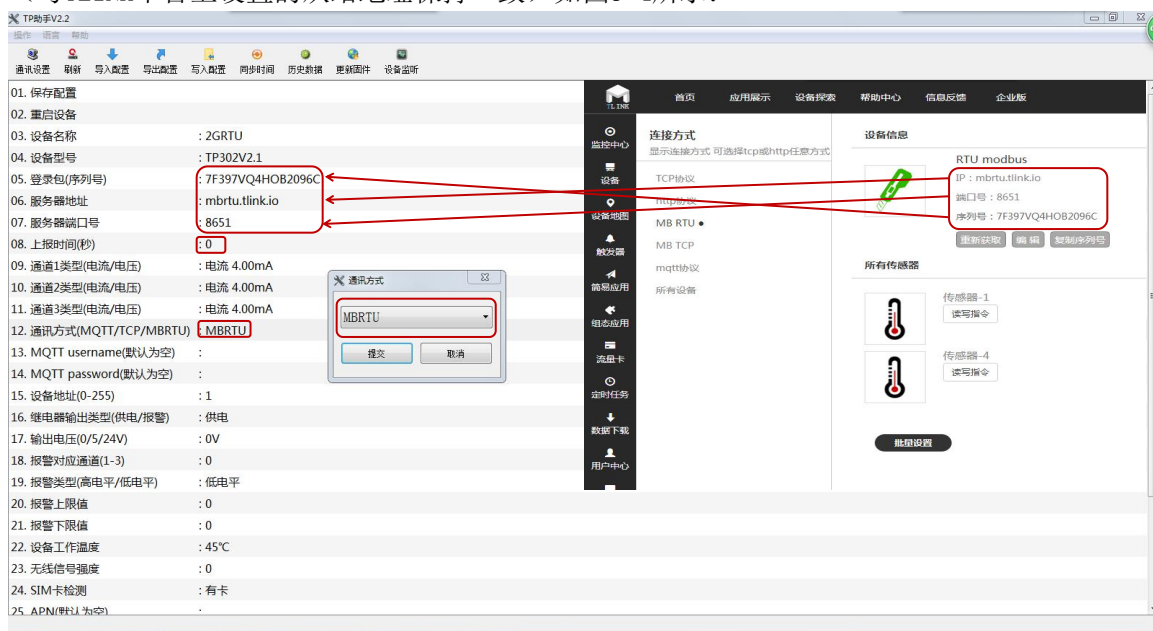 TP助手V2.2
操作 语言 帮助
通讯设置 刷新 导入配置 导出配置 写入配置 同步时间 历史数据 更新固件 设备监听
01. 保存配置
02. 重启设备
03. 设备名称 : 2GRTU
04. 设备型号 : TP302V2.1
05. 登录包(序列号) : 7F397VQ4HOB2096C
06. 服务器地址 : mbrtu.tlink.io
07. 服务器端口号 : 8651
08. 上报时间(秒) : 0
09. 通道1类型(电流/电压) : 电流 4.00mA
10. 通道2类型(电流/电压) : 电流 4.00mA
11. 通道3类型(电流/电压) : 电流 4.00mA
12. 通讯方式(MQTT/TCP/MBRTU) : MBRTU
13. MQTT username(默认为空) :
14. MQTT password(默认为空) :
15. 设备地址(0-255) : 1
16. 继电器输出类型(供电/报警) : 供电
17. 输出电压(0/5/24V) : 0V
18. 报警对应通道(1-3) : 0
19. 报警类型(高电平/低电平) : 低电平
20. 报警上限值 : 0
21. 报警下限值 : 0
22. 设备工作温度 : 45℃
23. 无线信号强度 : 0
24. SIM卡检测 : 有卡
25. APN(默认为空) :
通讯方式
MBRTU
提交 取消
TLINK
首页 应用展示 设备探索 帮助中心 信息反馈 企业版
监控中心
设备
设备地图
触发器
简易应用
组态应用
流量卡
定时任务
数据下载
用户中心
连接方式
显示连接方式 可选择tcp或http任意方式
TCP协议
http协议
MB RTU ●
MB TCP
mqtt协议
所有设备
设备信息
RTU modbus
IP : mbrtu.tlink.io
端口号 : 8651
序列号 : 7F397VQ4HOB2096C
重新获取 编 辑 复制序列号
所有传感器
传感器-1
读写指令
传感器-4
读写指令
批量设置